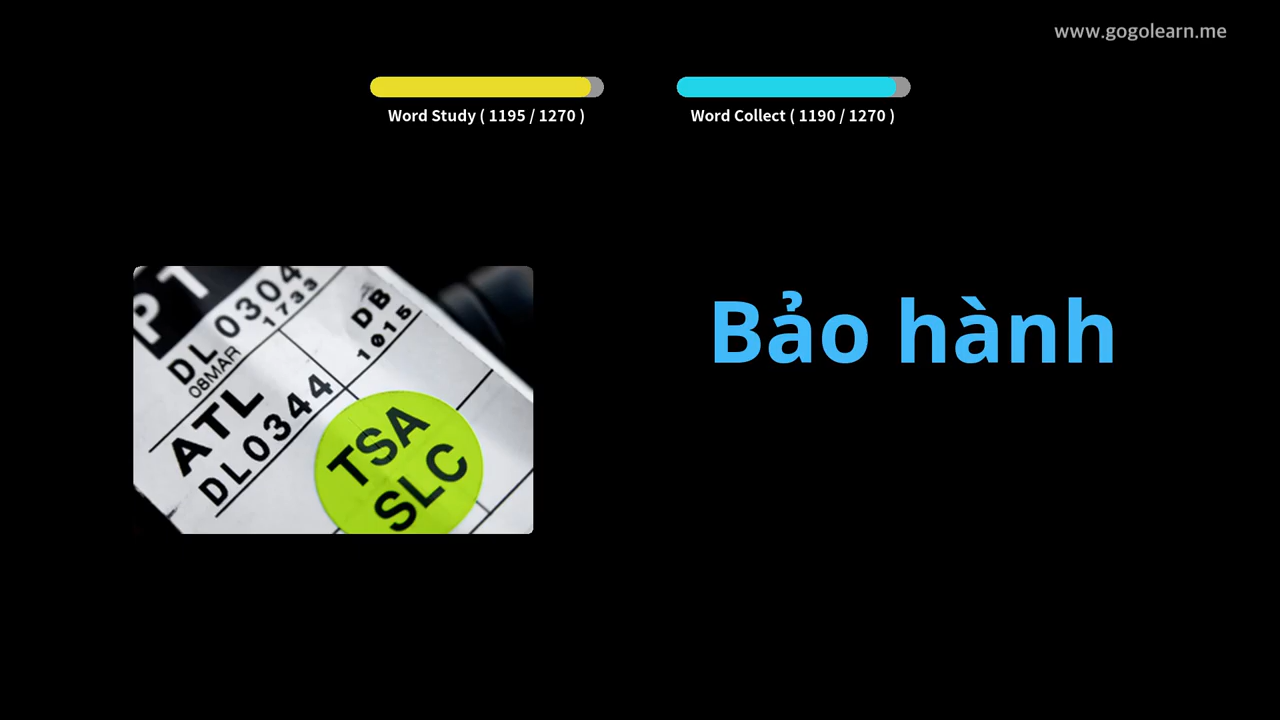 www.gogolearn.me
Word Study ( 1195 / 1270 )
Word Collect ( 1190 / 1270 )
Bảo hành
P1
DL0304
1733
08MAR
DB
1015
ATL
DL0344
TSA
SLC